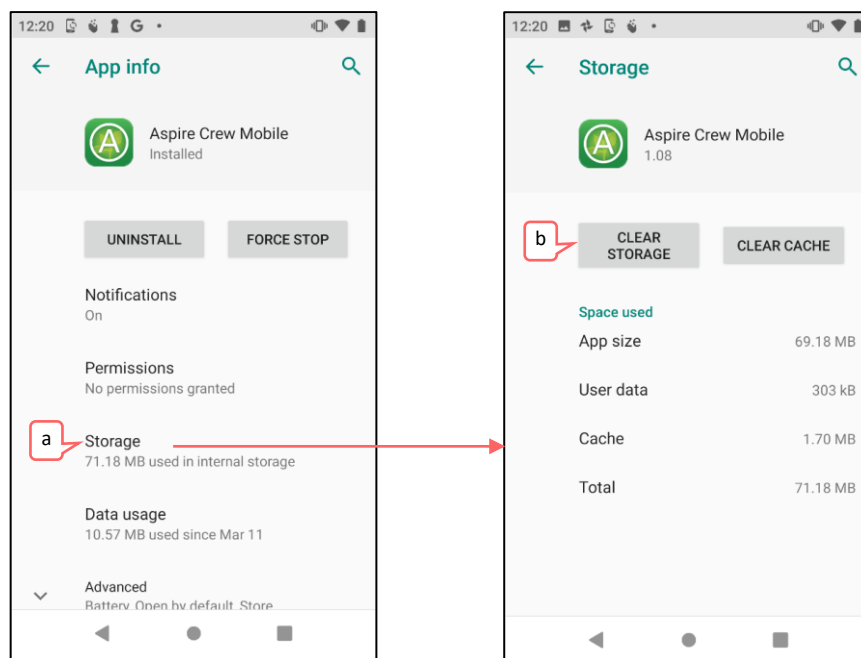 12:20 G
App info
A
Aspire Crew Mobile
Installed
UNINSTALL
FORCE STOP
Notifications
On
Permissions
No permissions granted
a
Storage
71.18 MB used in internal storage
Data usage
10.57 MB used since Mar 11
Advanced
Battery, Open by default, Store
12:20
Storage
A
Aspire Crew Mobile
1.08
b
CLEAR
STORAGE
CLEAR CACHE
Space used
App size 69.18 MB
User data 303 kB
Cache 1.70 MB
Total 71.18 MB